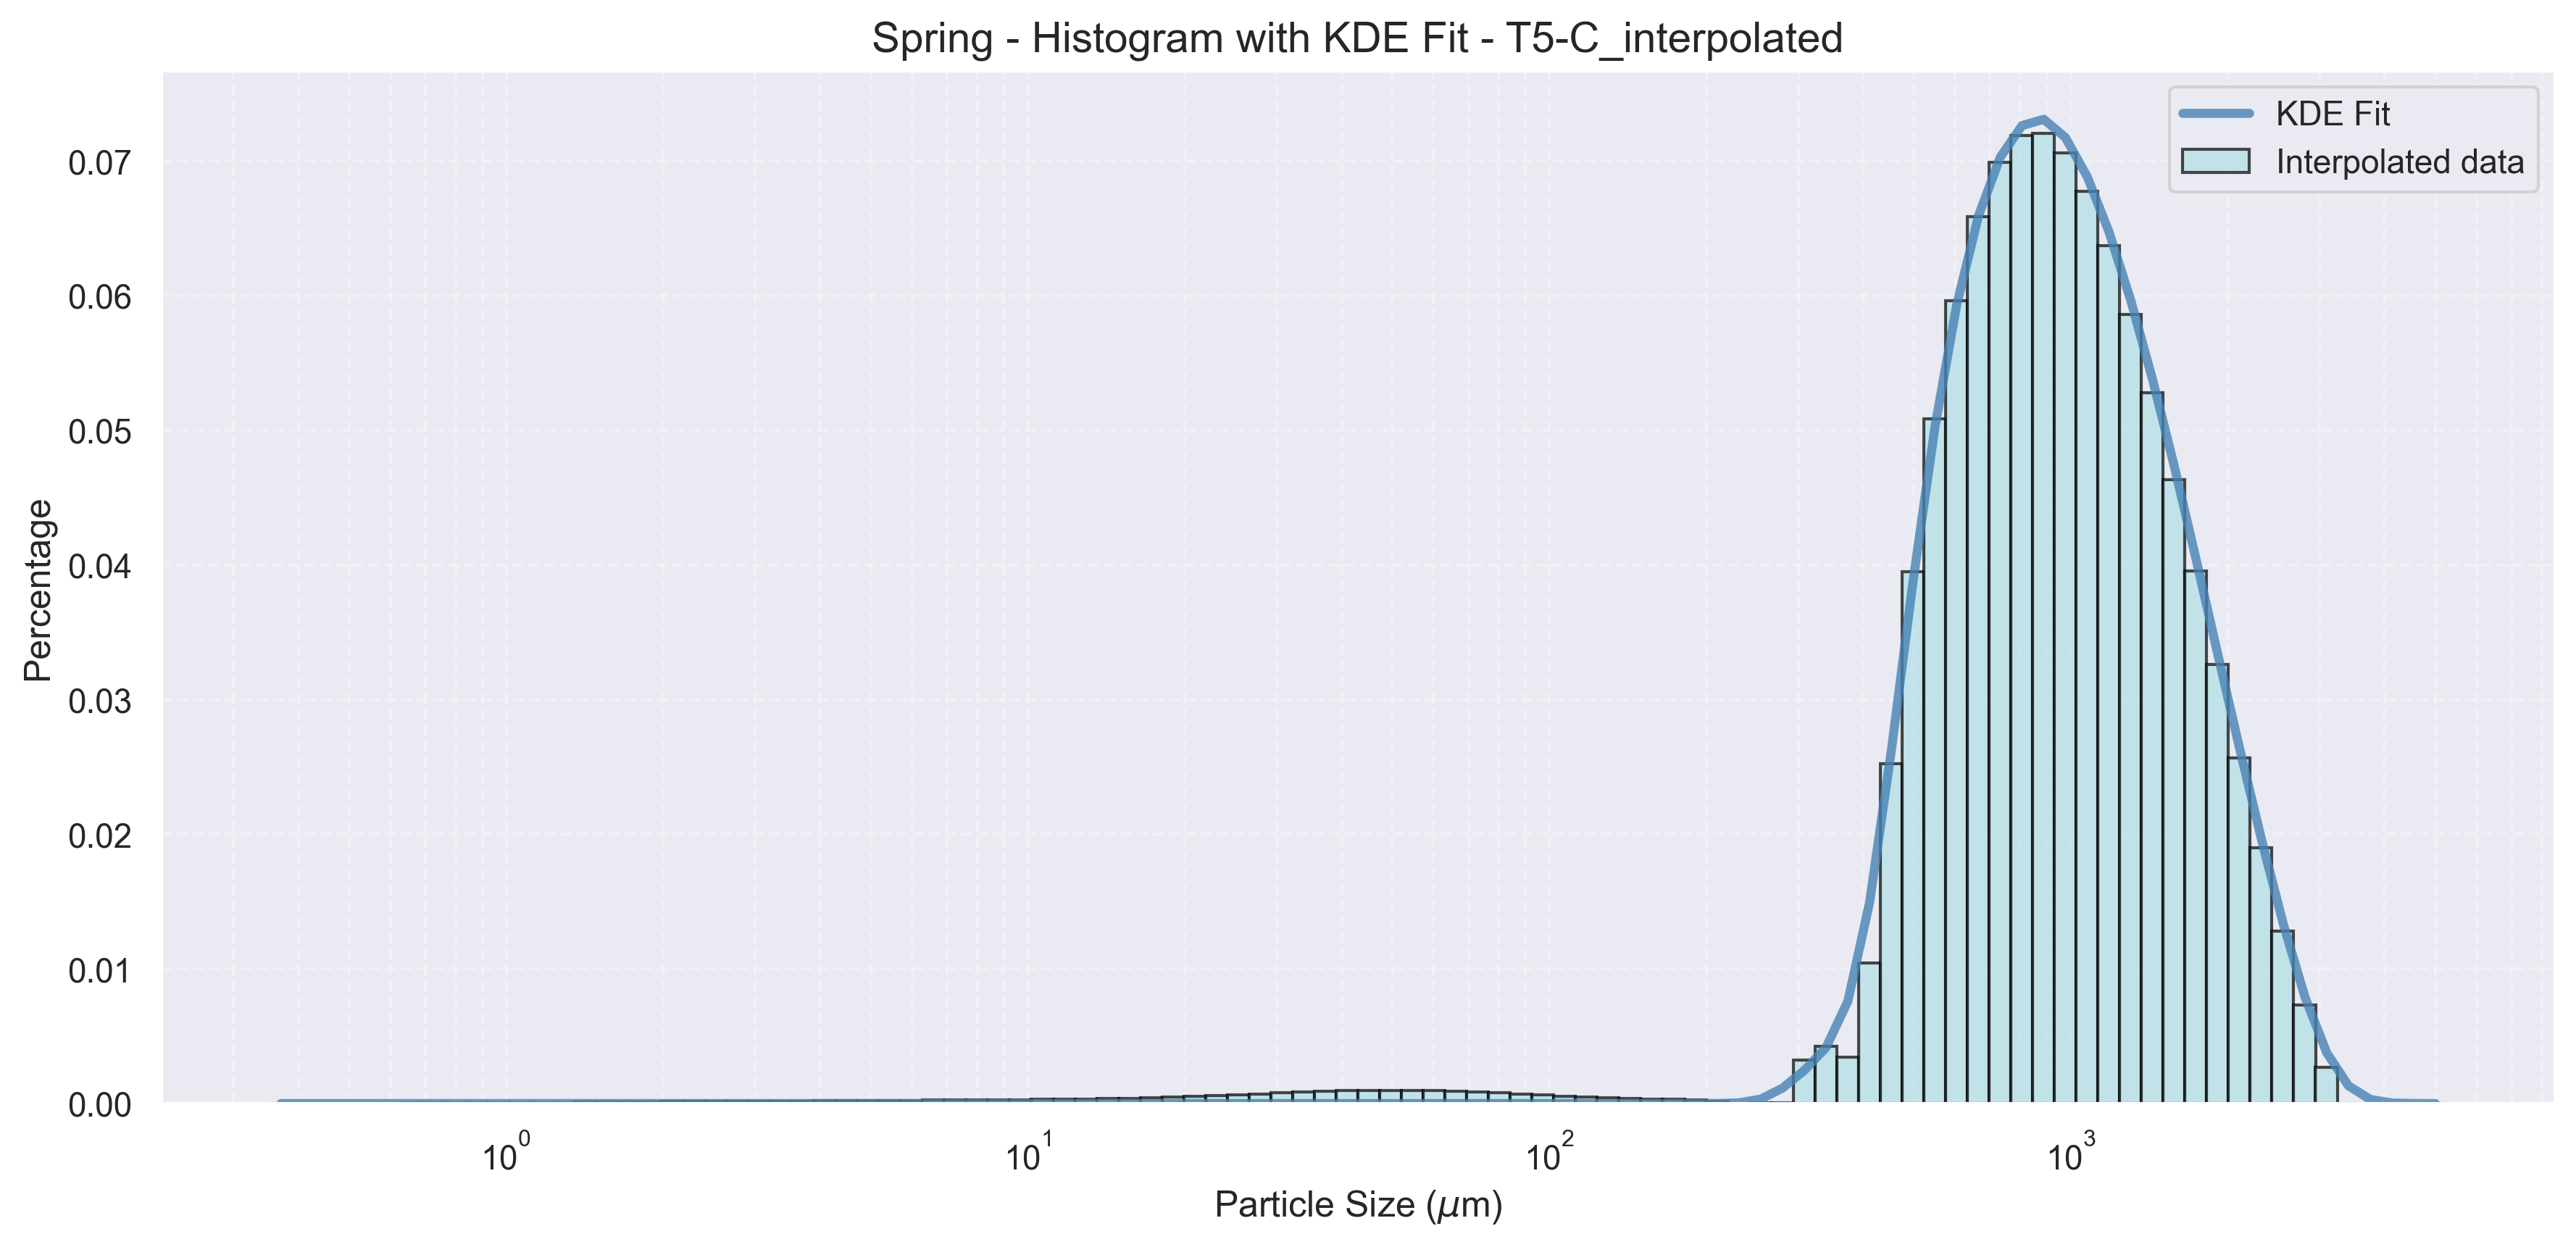 Spring - Histogram with KDE Fit - T5-C_interpolated
KDE Fit
Interpolated data
0.07
0.06
0.05
0.04
0.03
0.02
0.01
0.00
Percentage
10⁰ 10¹ 10² 10³
Particle Size (μm)